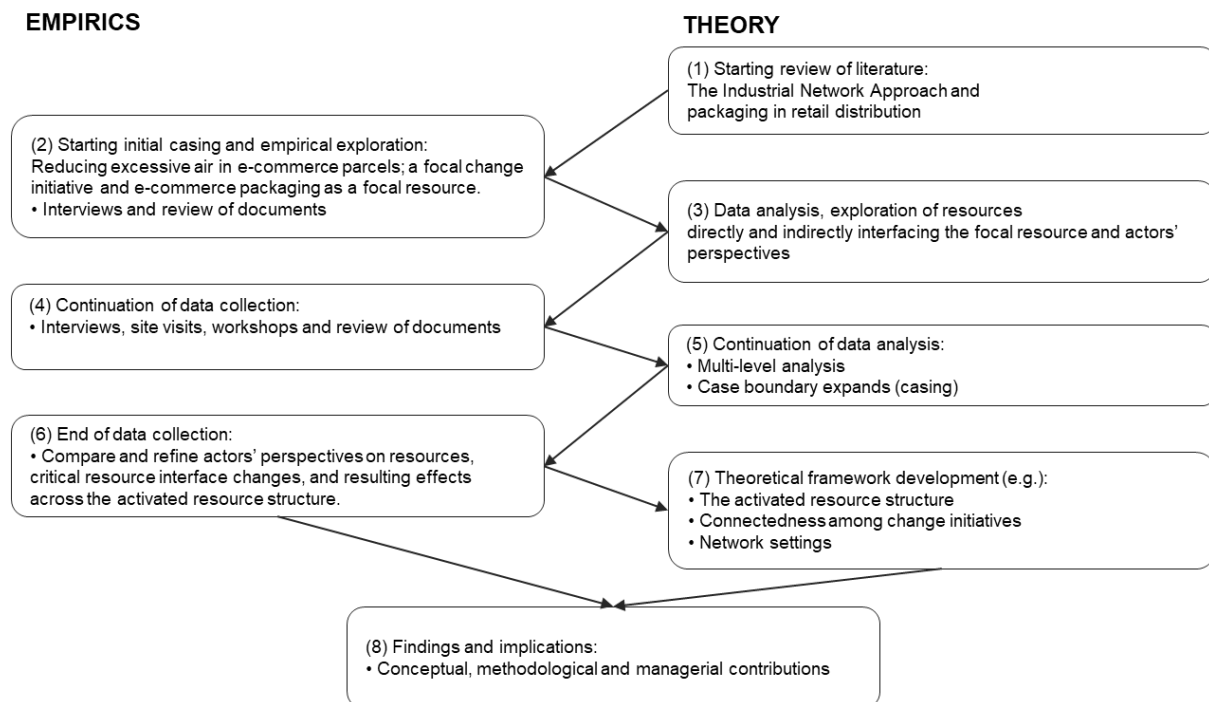 EMPIRICS
THEORY
(1) Starting review of literature:
The Industrial Network Approach and
packaging in retail distribution
(2) Starting initial casing and empirical exploration:
Reducing excessive air in e-commerce parcels; a focal change
initiative and e-commerce packaging as a focal resource.
• Interviews and review of documents
(3) Data analysis, exploration of resources
directly and indirectly interfacing the focal resource and actors’
perspectives
(4) Continuation of data collection:
• Interviews, site visits, workshops and review of documents
(5) Continuation of data analysis:
• Multi-level analysis
• Case boundary expands (casing)
(6) End of data collection:
• Compare and refine actors’ perspectives on resources,
critical resource interface changes, and resulting effects
across the activated resource structure.
(7) Theoretical framework development (e.g.):
• The activated resource structure
• Connectedness among change initiatives
• Network settings
(8) Findings and implications:
• Conceptual, methodological and managerial contributions